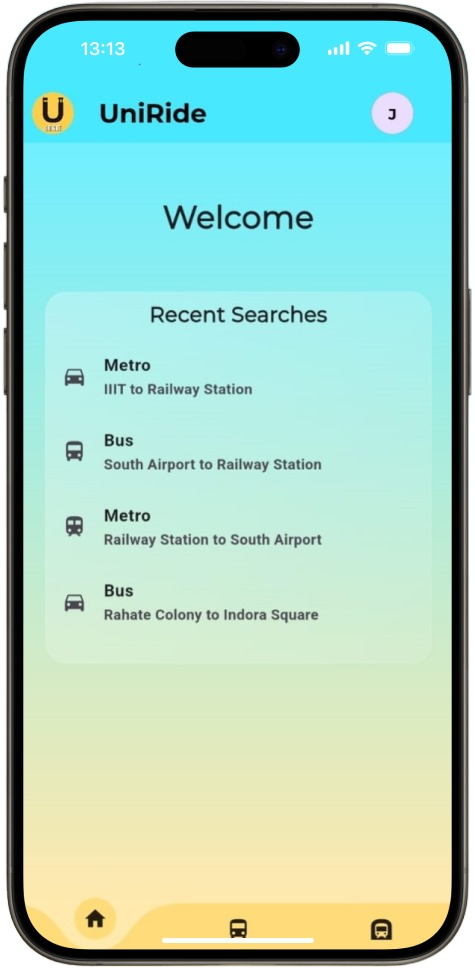 13:13
U
UniRide
J
Welcome
Recent Searches
Metro
IIIT to Railway Station
Bus
South Airport to Railway Station
Metro
Railway Station to South Airport
Bus
Rahate Colony to Indora Square